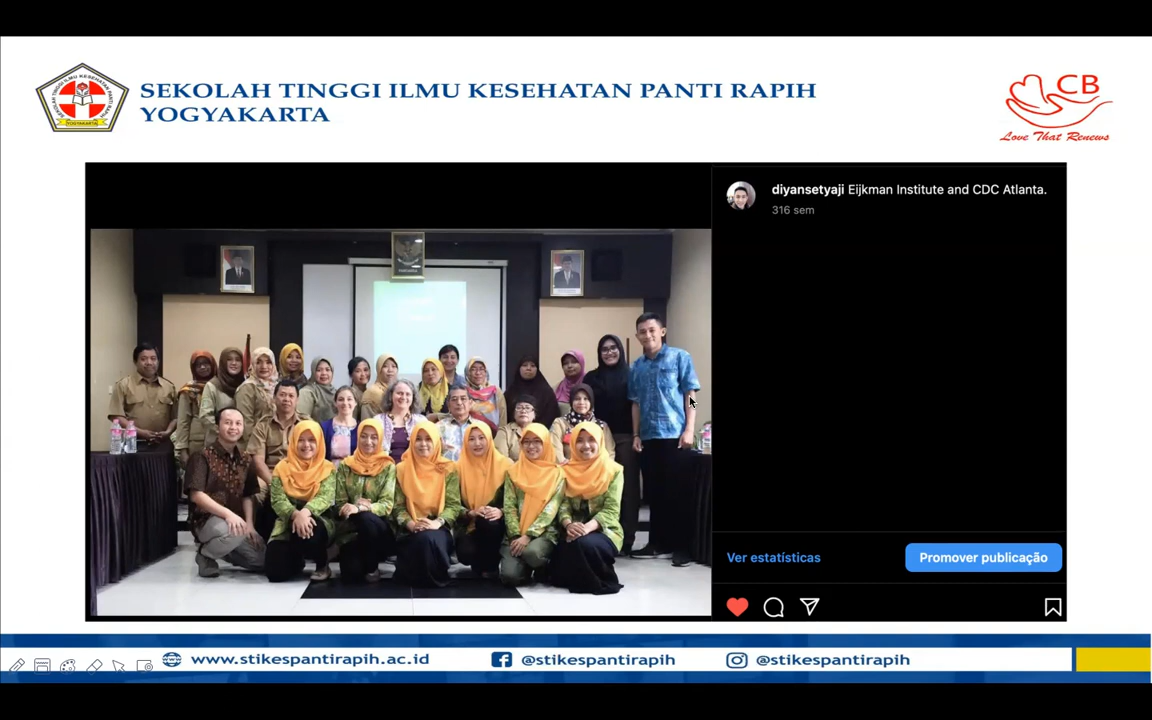 SEKOLAH TINGGI ILMU KESEHATAN PANTI RAPIH
YOGYAKARTA
YOGYAKARTA
CB
Love That Renews
diyansetyaji Eijkman Institute and CDC Atlanta.
316 sem
Ver estatísticas
Promover publicação
www.stikespantirapih.ac.id
@stikespantirapih
@stikespantirapih